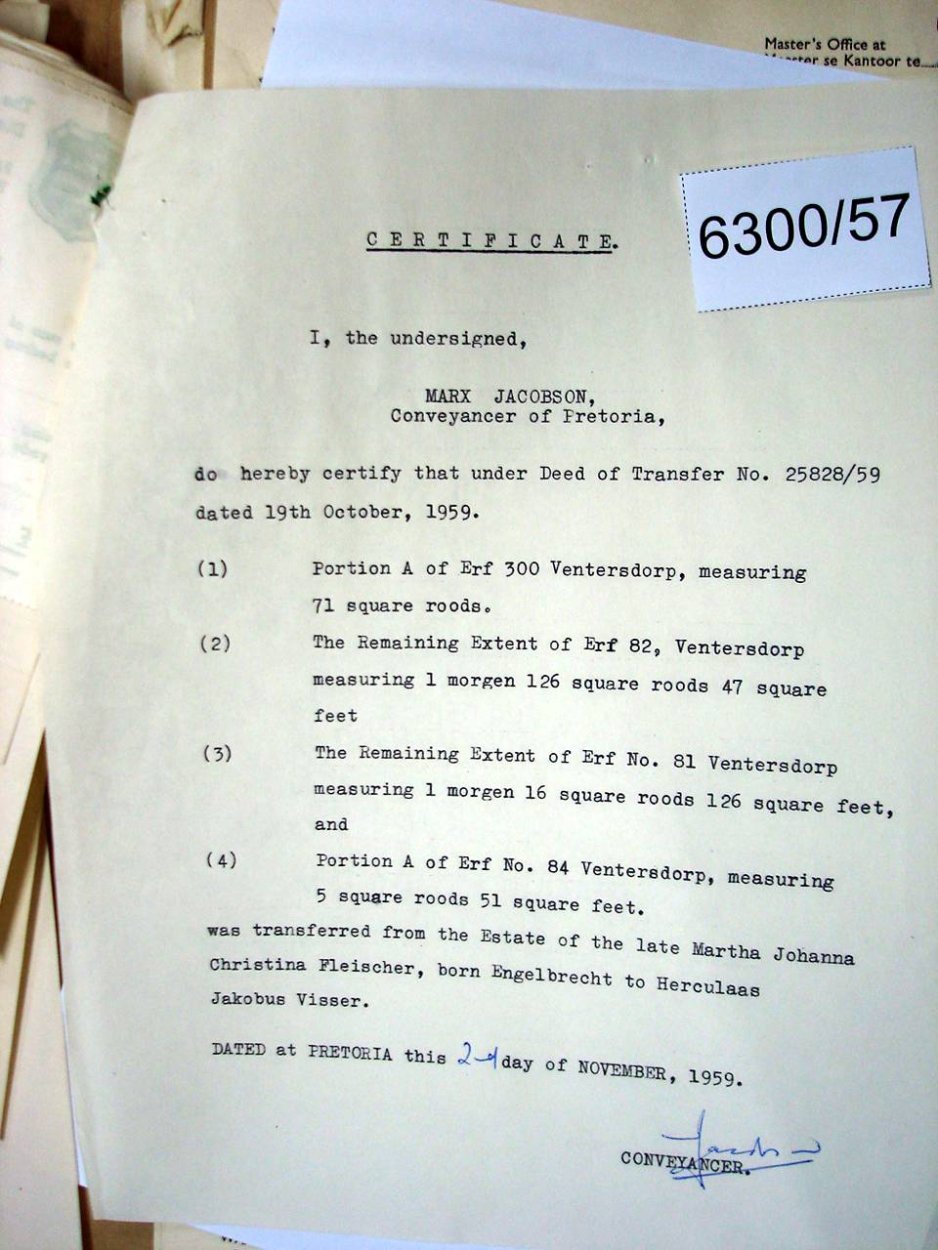 Master's Office at
se Kantoor te
6300/57
CERTIFICATE.
I, the undersigned,
MARX JACOBSON,
Conveyancer of Pretoria,
do hereby certify that under Deed of Transfer No. 25828/59
dated 19th October, 1959.
(1) Portion A of Erf 300 Ventersdorp, measuring
71 square roods.
(2) The Remaining Extent of Erf 82, Ventersdorp
measuring 1 morgen 126 square roods 47 square
feet
(3) The Remaining Extent of Erf No. 81 Ventersdorp
measuring 1 morgen 16 square roods 126 square feet,
and
(4) Portion A of Erf No. 84 Ventersdorp, measuring
5 square roods 51 square feet.
was transferred from the Estate of the late Martha Johanna
Christina Fleischer, born Engelbrecht to Herculaas
Jakobus Visser.
DATED at PRETORIA this 2nd day of NOVEMBER, 1959.
CONVEYANCER.